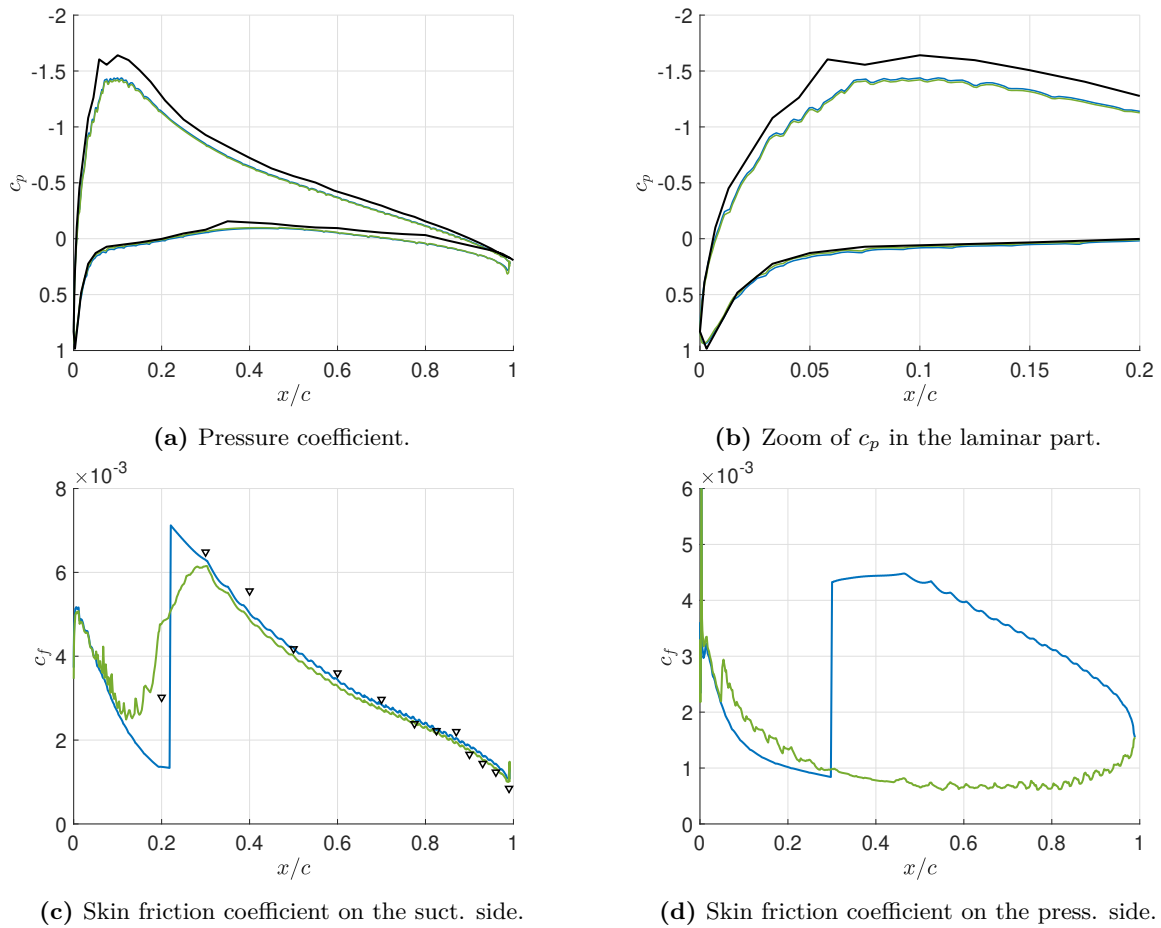 -2
-1.5
-1
-0.5
0
0.5
1
c_p
0 0.2 0.4 0.6 0.8 1
x/c
(a) Pressure coefficient.
-2
-1.5
-1
-0.5
0
0.5
1
c_p
0 0.05 0.1 0.15 0.2
x/c
(b) Zoom of c_p in the laminar part.
×10^-3
8
6
4
2
0
c_f
0 0.2 0.4 0.6 0.8 1
x/c
(c) Skin friction coefficient on the suct. side.
×10^-3
6
5
4
3
2
1
0
c_f
0 0.2 0.4 0.6 0.8 1
x/c
(d) Skin friction coefficient on the press. side.